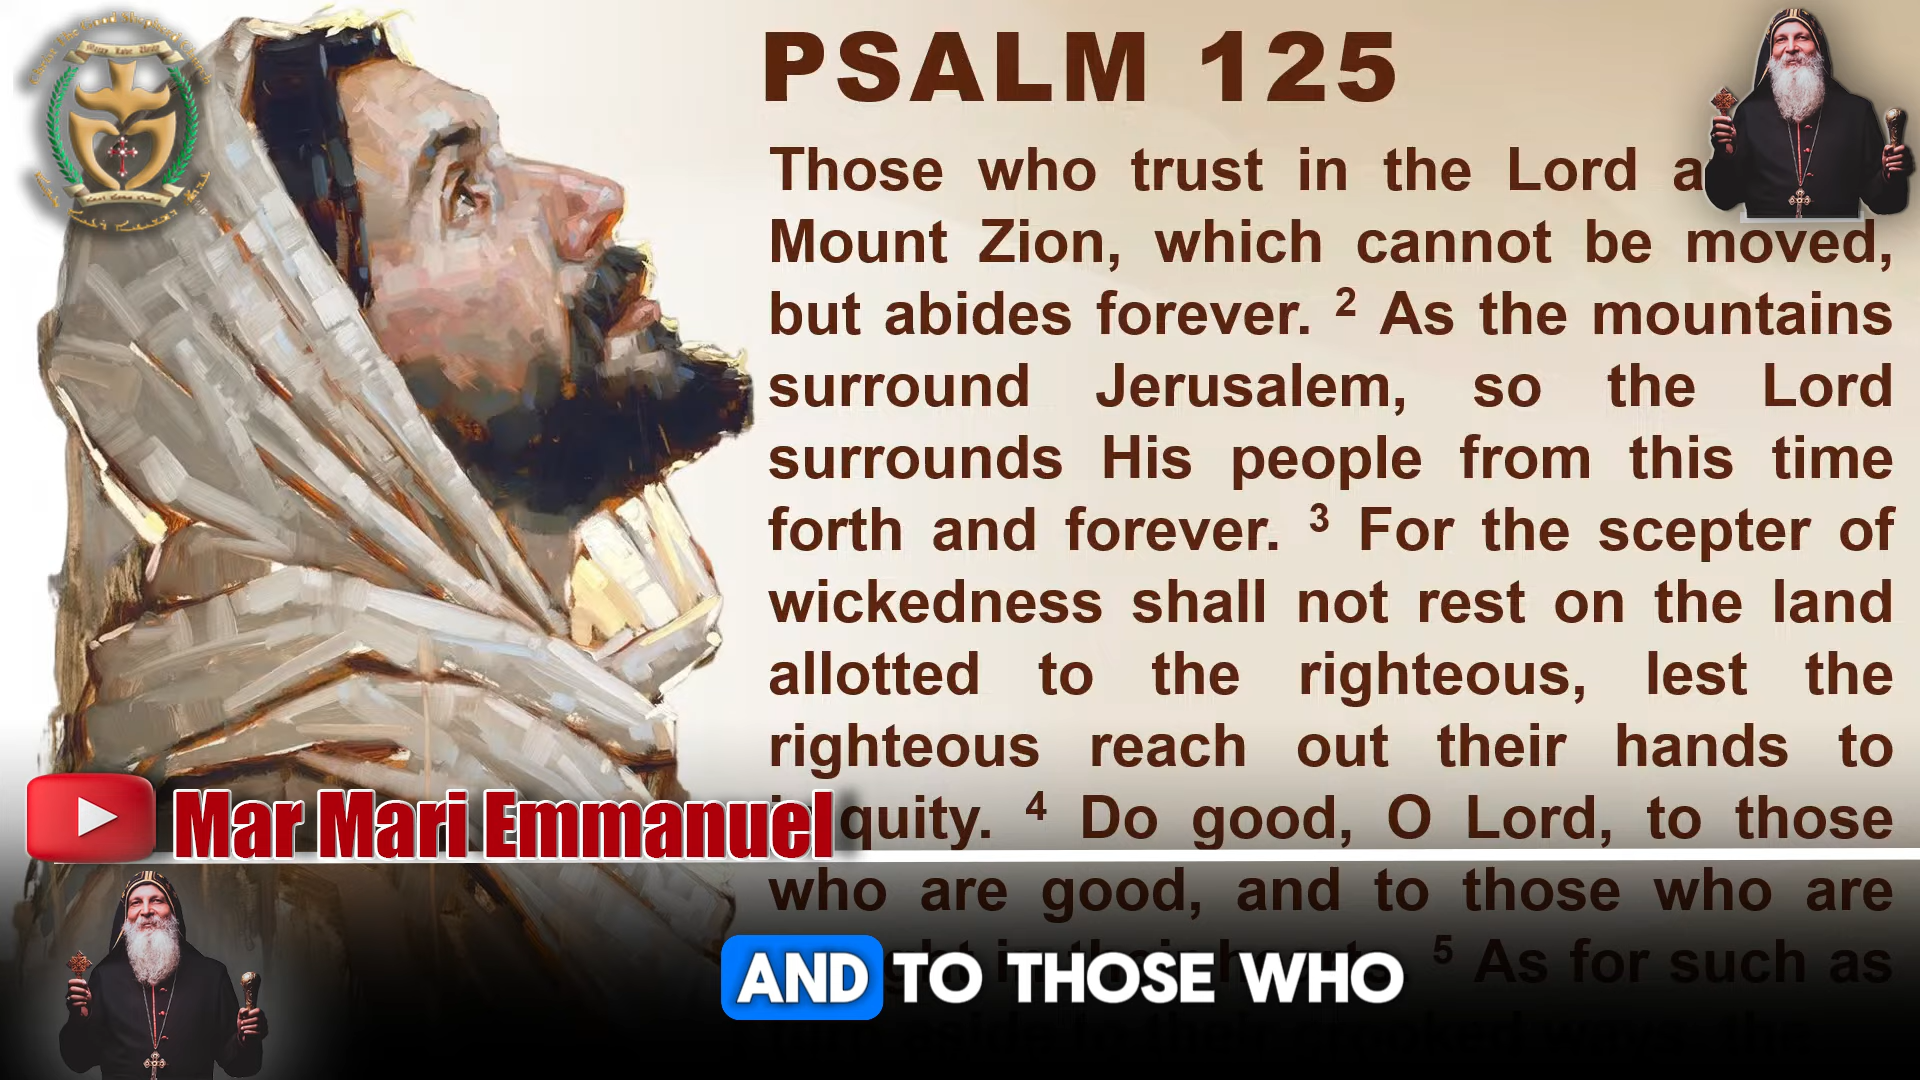 PSALM 125
Those who trust in the Lord a
Mount Zion, which cannot be moved,
but abides forever. 2 As the mountains
surround Jerusalem, so the Lord
surrounds His people from this time
forth and forever. 3 For the scepter of
wickedness shall not rest on the land
allotted to the righteous, lest the
righteous reach out their hands to
iniquity. 4 Do good, O Lord, to those
Mar Mari Emmanuel
who are good, and to those who are
in their 5 As for such as
AND TO THOSE WHO